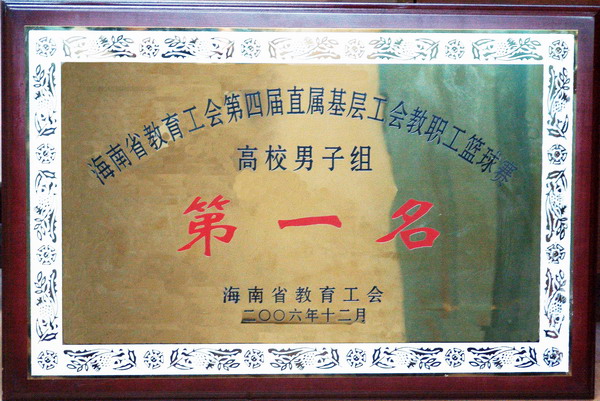 海南省教育工会第四届直属基层工会教职工篮球赛
高校男子组
第一名
海南省教育工会
二〇〇六年十二月